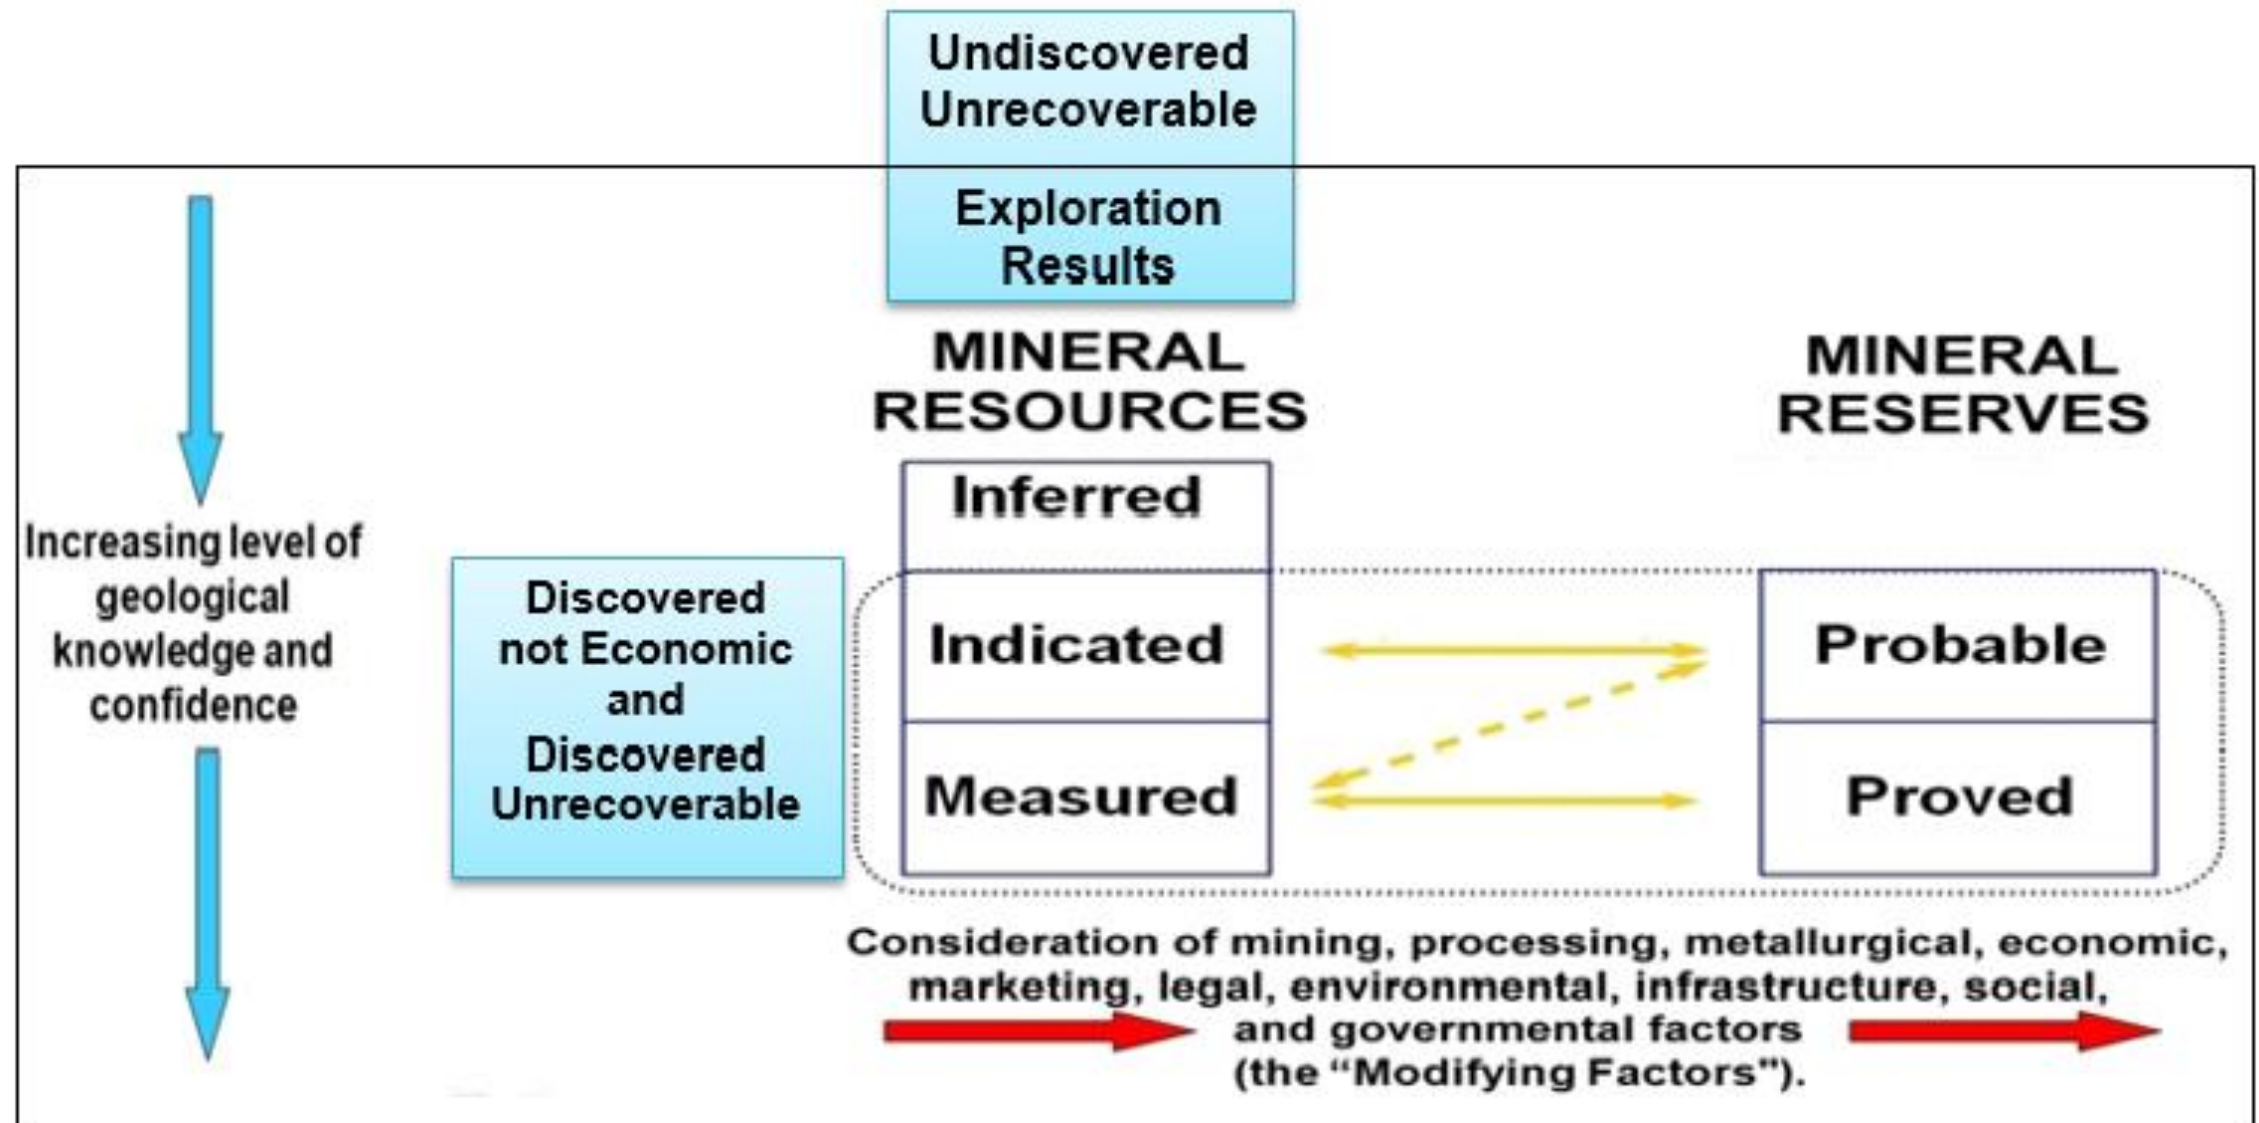 Undiscovered
Unrecoverable
Exploration
Results
MINERAL
RESOURCES
MINERAL
RESERVES
Increasing level of
geological
knowledge and
confidence
Discovered
not Economic
and
Discovered
Unrecoverable
Inferred
Indicated
Measured
Probable
Proved
Consideration of mining, processing, metallurgical, economic,
marketing, legal, environmental, infrastructure, social,
and governmental factors
(the “Modifying Factors").